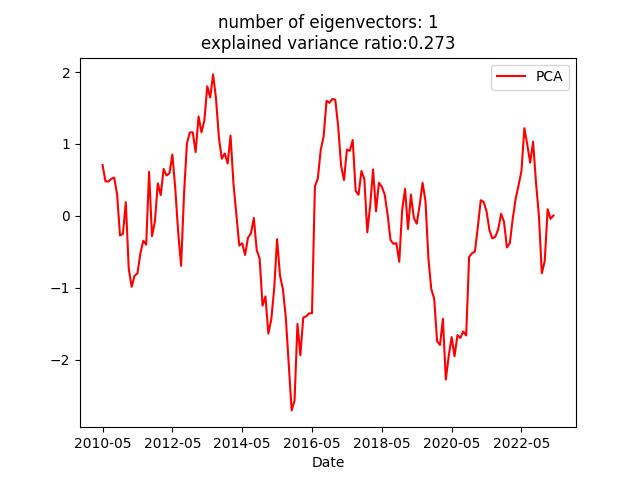 number of eigenvectors: 1
explained variance ratio:0.273
PCA
2
1
0
−1
−2
2010-05 2012-05 2014-05 2016-05 2018-05 2020-05 2022-05
Date